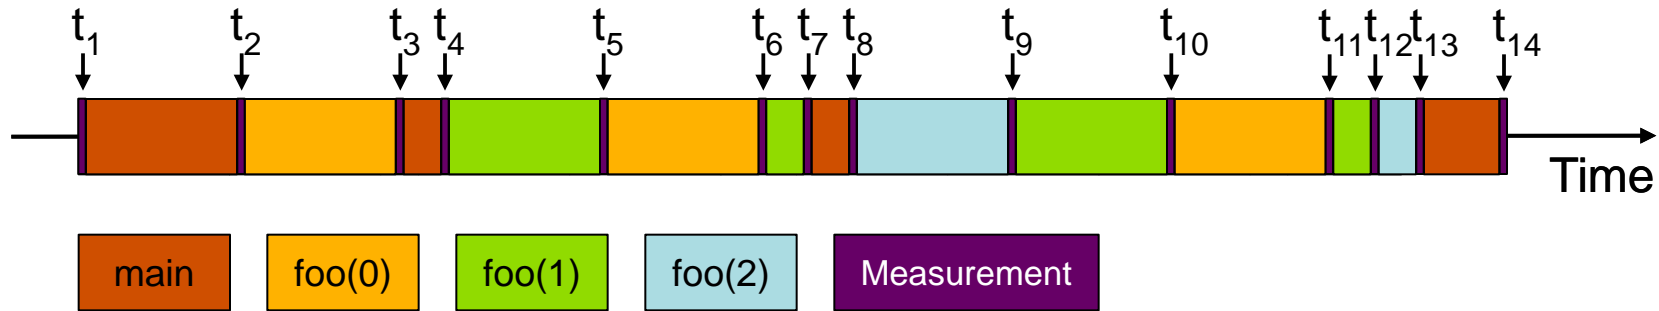 t1 t2 t3 t4 t5 t6 t7 t8 t9 t10 t11 t12 t13 t14
Time
main foo(0) foo(1) foo(2) Measurement